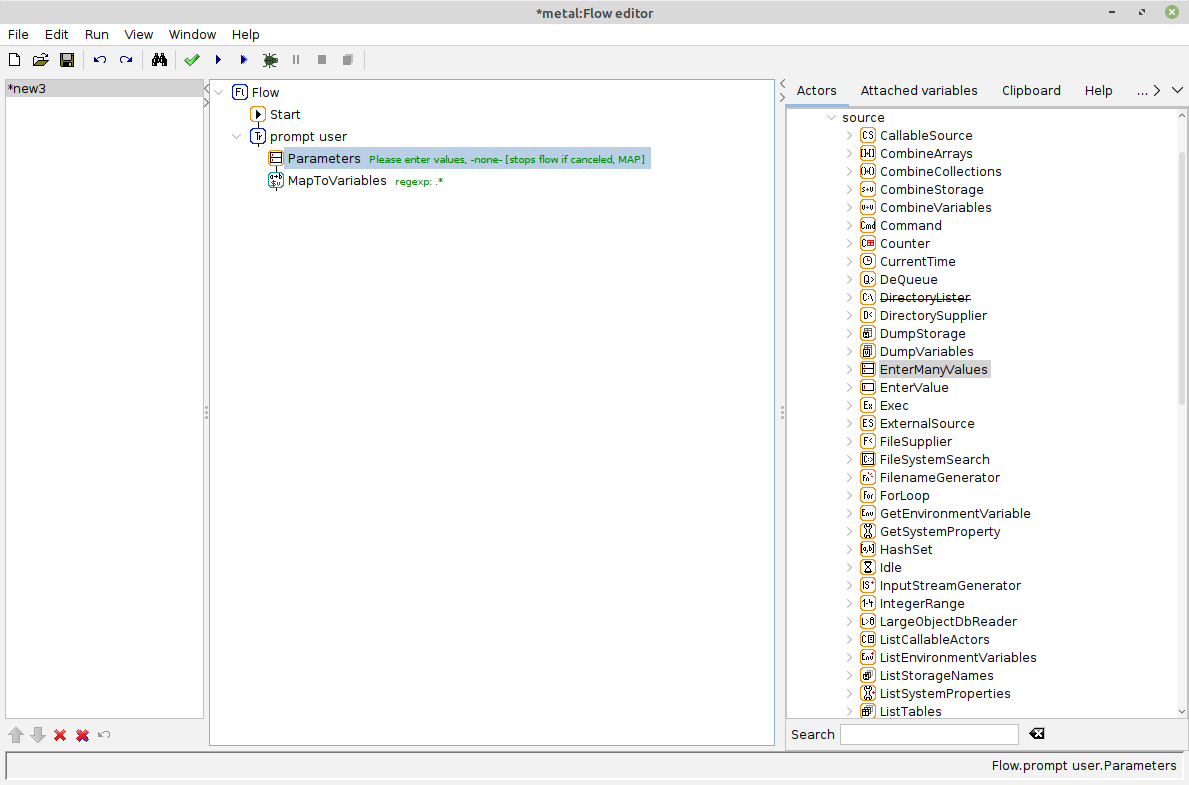 *metal:Flow editor
File Edit Run View Window Help
*new3
Flow
Start
prompt user
Parameters Please enter values, -none- [stops flow if canceled, MAP]
MapToVariables regexp: .*
Actors Attached variables Clipboard Help ...
source
CallableSource
CombineArrays
CombineCollections
CombineStorage
CombineVariables
Command
Counter
CurrentTime
DeQueue
DirectoryLister
DirectorySupplier
DumpStorage
DumpVariables
EnterManyValues
EnterValue
Exec
ExternalSource
FileSupplier
FileSystemSearch
FilenameGenerator
ForLoop
GetEnvironmentVariable
GetSystemProperty
HashSet
Idle
InputStreamGenerator
IntegerRange
LargeObjectDbReader
ListCallableActors
ListEnvironmentVariables
ListStorageNames
ListSystemProperties
ListTables
Search
Flow.prompt user.Parameters